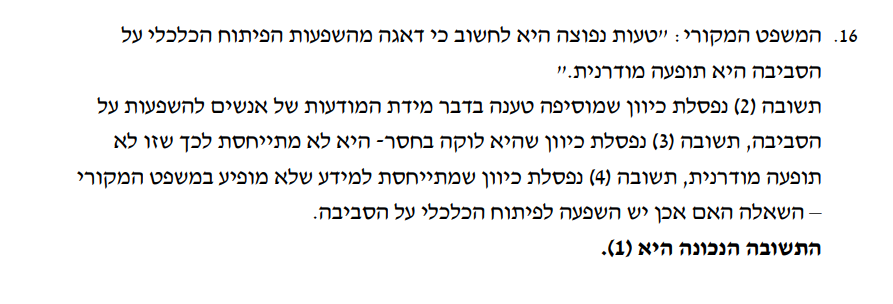 16. המשפט המקורי: "טעות נפוצה היא לחשוב כי דאגה מהשפעות הפיתוח הכלכלי על
הסביבה היא תופעה מודרנית."
תשובה (2) נפסלת כיוון שמוסיפה טענה בדבר מידת המודעות של אנשים להשפעות על
הסביבה, תשובה (3) נפסלת כיוון שהיא לוקה בחסר- היא לא מתייחסת לכך שזו לא
תופעה מודרנית, תשובה (4) נפסלת כיוון שמתייחסת למידע שלא מופיע במשפט המקורי
– השאלה האם אכן יש השפעה לפיתוח הכלכלי על הסביבה.
התשובה הנכונה היא (1).